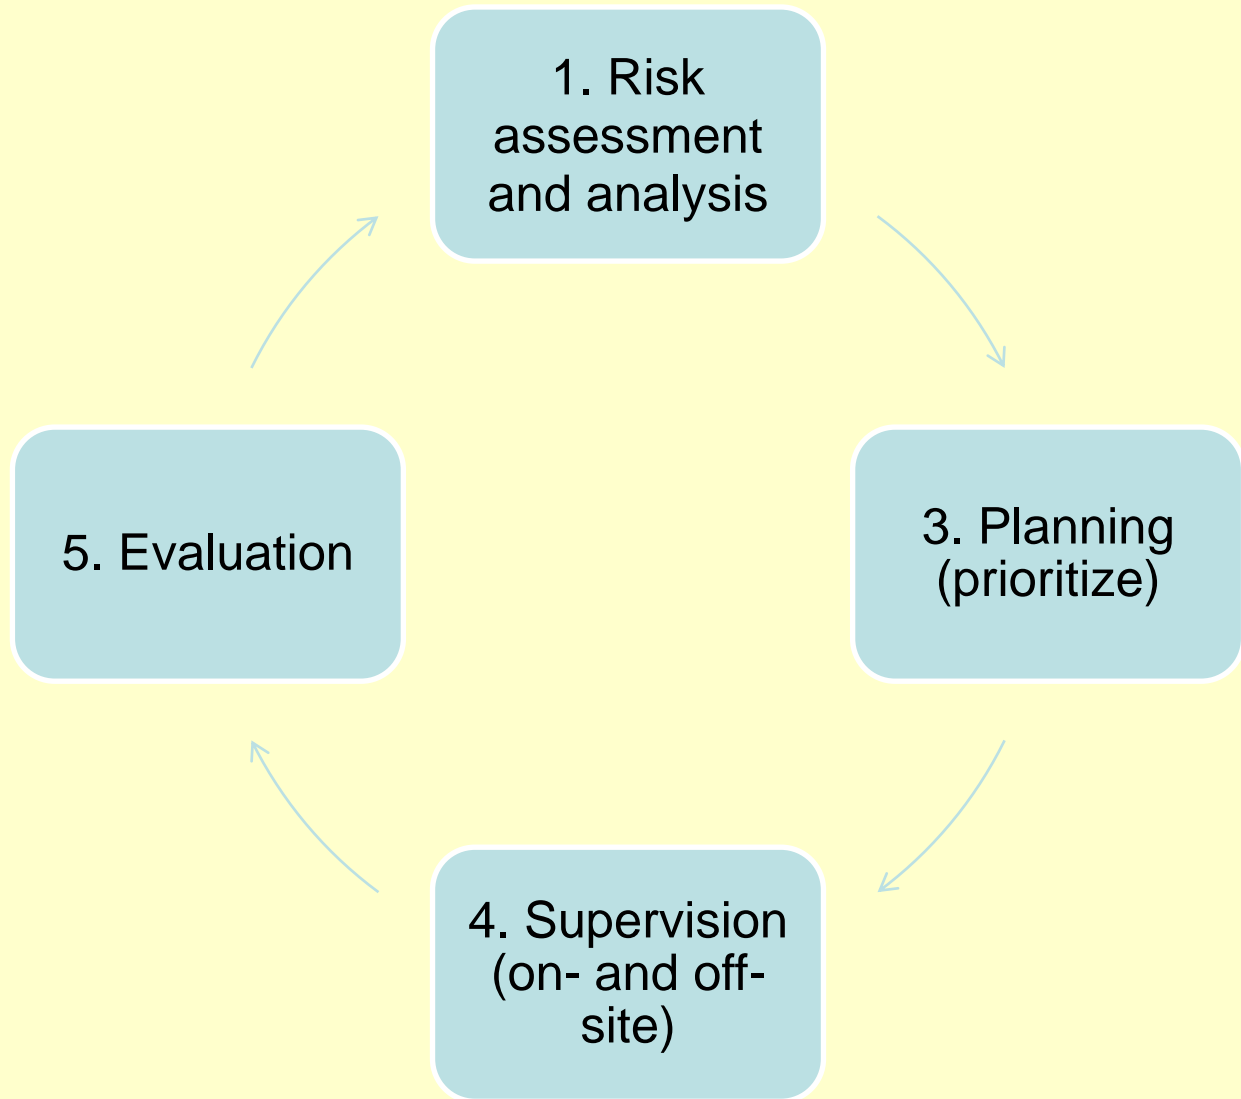 1. Risk
assessment
and analysis
3. Planning
(prioritize)
4. Supervision
(on- and off-
site)
5. Evaluation